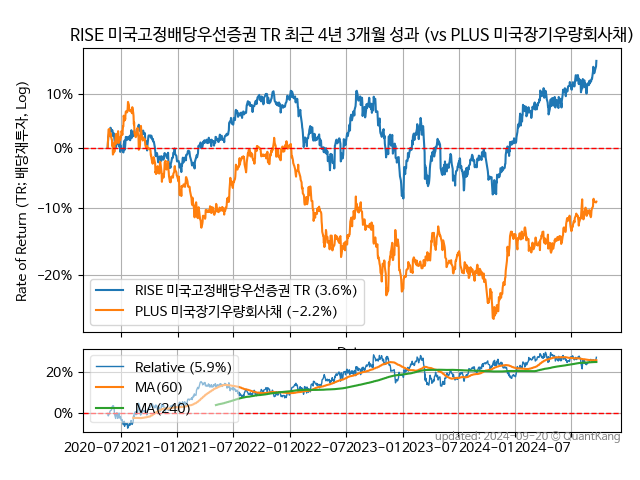 RISE 미국고정배당우선증권 TR 최근 4년 3개월 성과 (vs PLUS 미국장기우량회사채)
Rate of Return (TR: 배당재투자, Log)
10%
0%
−10%
−20%
RISE 미국고정배당우선증권 TR (3.6%)
PLUS 미국장기우량회사채 (−2.2%)
20%
0%
Relative (5.9%)
MA(60)
MA(240)
2020-07
2021-01
2021-07
2022-01
2022-07
2023-01
2023-07
2024-01
2024-07
updated: 2024-09-20 © QuantKang